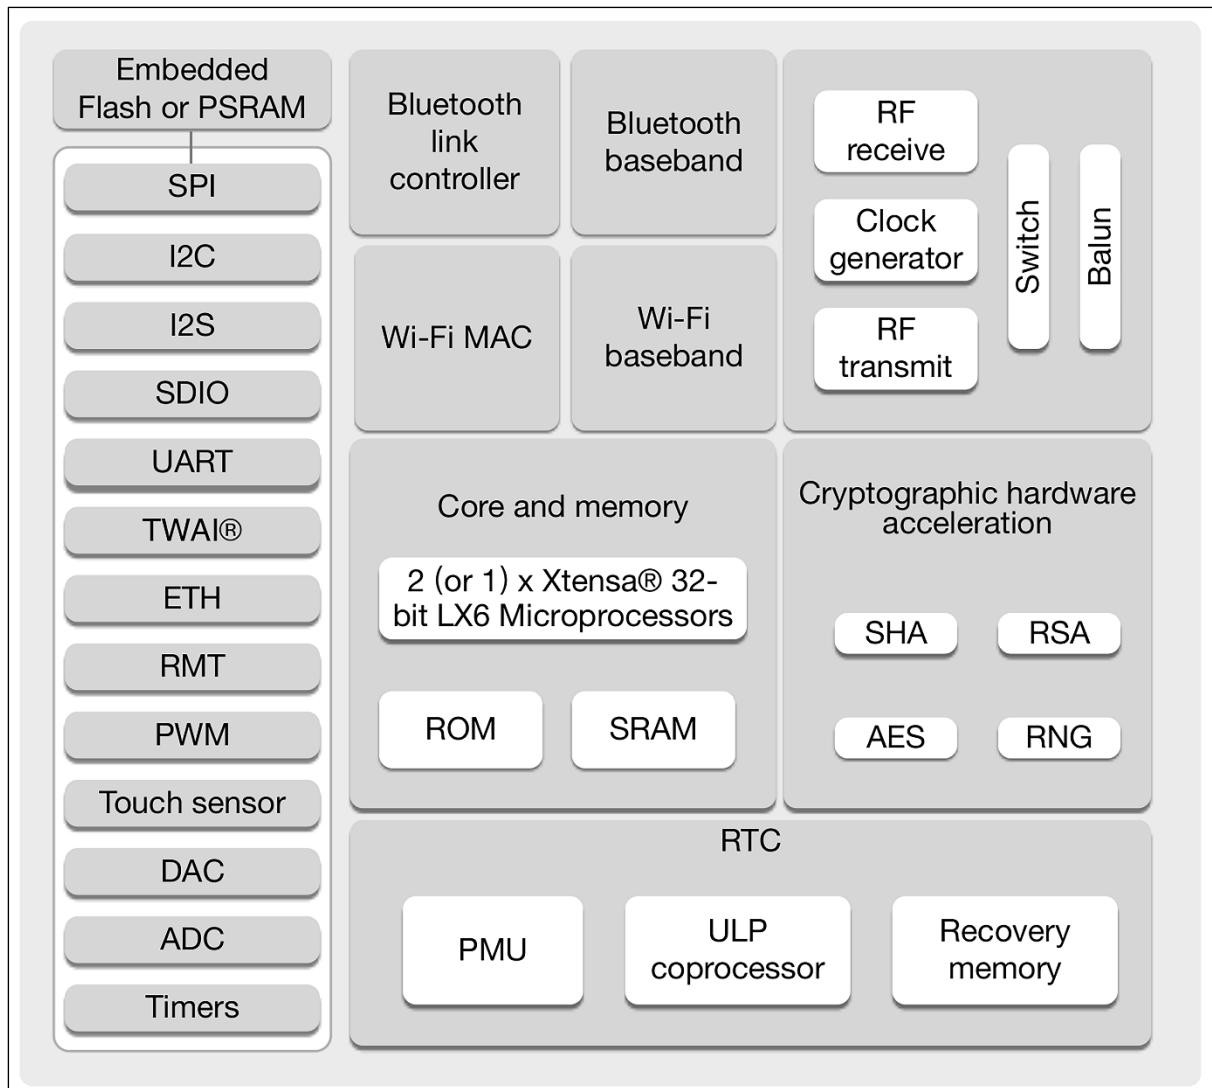 Embedded
Flash or PSRAM
SPI
I2C
I2S
SDIO
UART
TWAI®
ETH
RMT
PWM
Touch sensor
DAC
ADC
Timers
Bluetooth
link
controller
Bluetooth
baseband
Wi-Fi MAC
Wi-Fi
baseband
RF
receive
Clock
generator
RF
transmit
Switch
Balun
Core and memory
2 (or 1) x Xtensa® 32-
bit LX6 Microprocessors
ROM
SRAM
Cryptographic hardware
acceleration
SHA
RSA
AES
RNG
RTC
PMU
ULP
coprocessor
Recovery
memory